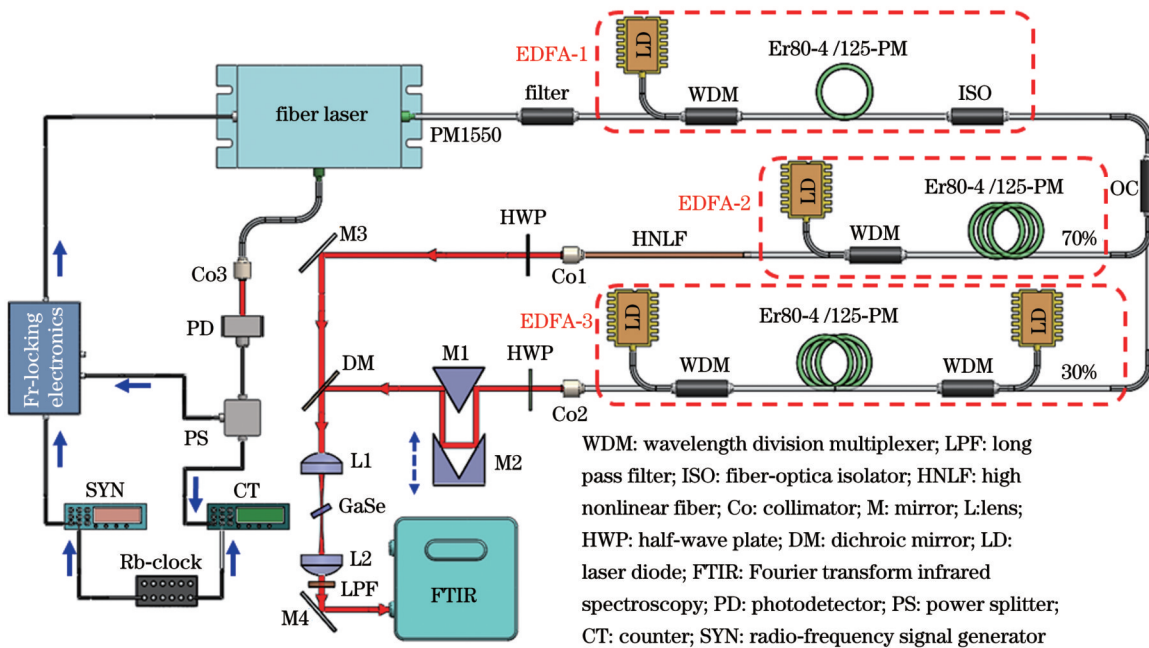 LD
EDFA-1
Er80-4 /125-PM
WDM
ISO
filter
fiber laser
PM1550
OC
LD
EDFA-2
Er80-4 /125-PM
WDM
70%
HWP
M3
HNLF
Co1
Co3
LD
EDFA-3
Er80-4 /125-PM
LD
WDM
WDM
30%
PD
Fr-locking
electronics
DM
M1
HWP
Co2
PS
M2
L1
SYN
CT
GaSe
Rb-clock
L2
LPF
M4
FTIR
WDM: wavelength division multiplexer; LPF: long
pass filter; ISO: fiber-optica isolator; HNLF: high
nonlinear fiber; Co: collimator; M: mirror; L:lens;
HWP: half-wave plate; DM: dichroic mirror; LD:
laser diode; FTIR: Fourier transform infrared
spectroscopy; PD: photodetector; PS: power splitter;
CT: counter; SYN: radio-frequency signal generator